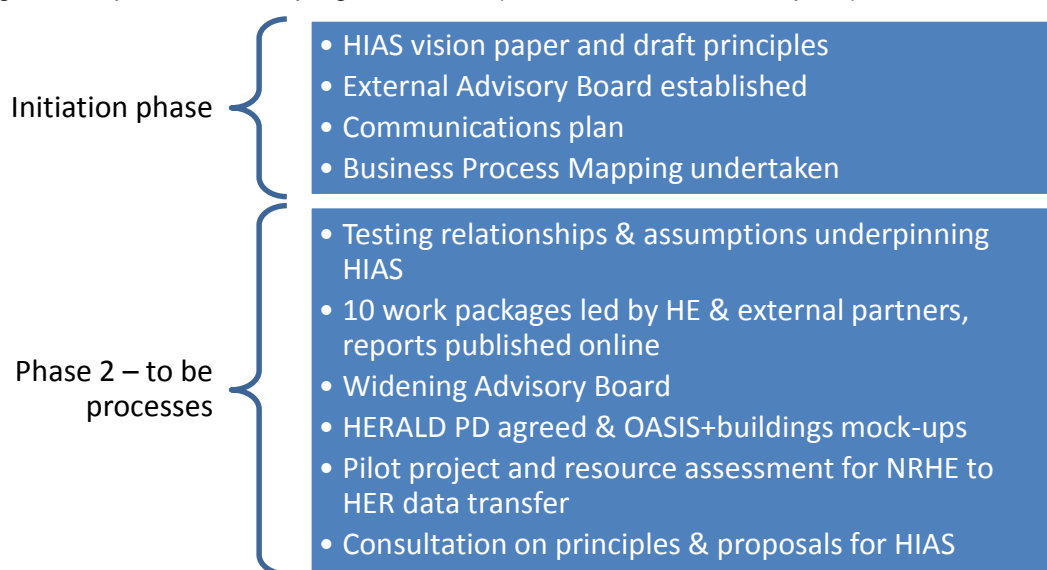 Initiation phase
• HIAS vision paper and draft principles
• External Advisory Board established
• Communications plan
• Business Process Mapping undertaken
Phase 2 – to be
processes
• Testing relationships & assumptions underpinning
HIAS
• 10 work packages led by HE & external partners,
reports published online
• Widening Advisory Board
• HERALD PD agreed & OASIS+buildings mock-ups
• Pilot project and resource assessment for NRHE to
HER data transfer
• Consultation on principles & proposals for HIAS